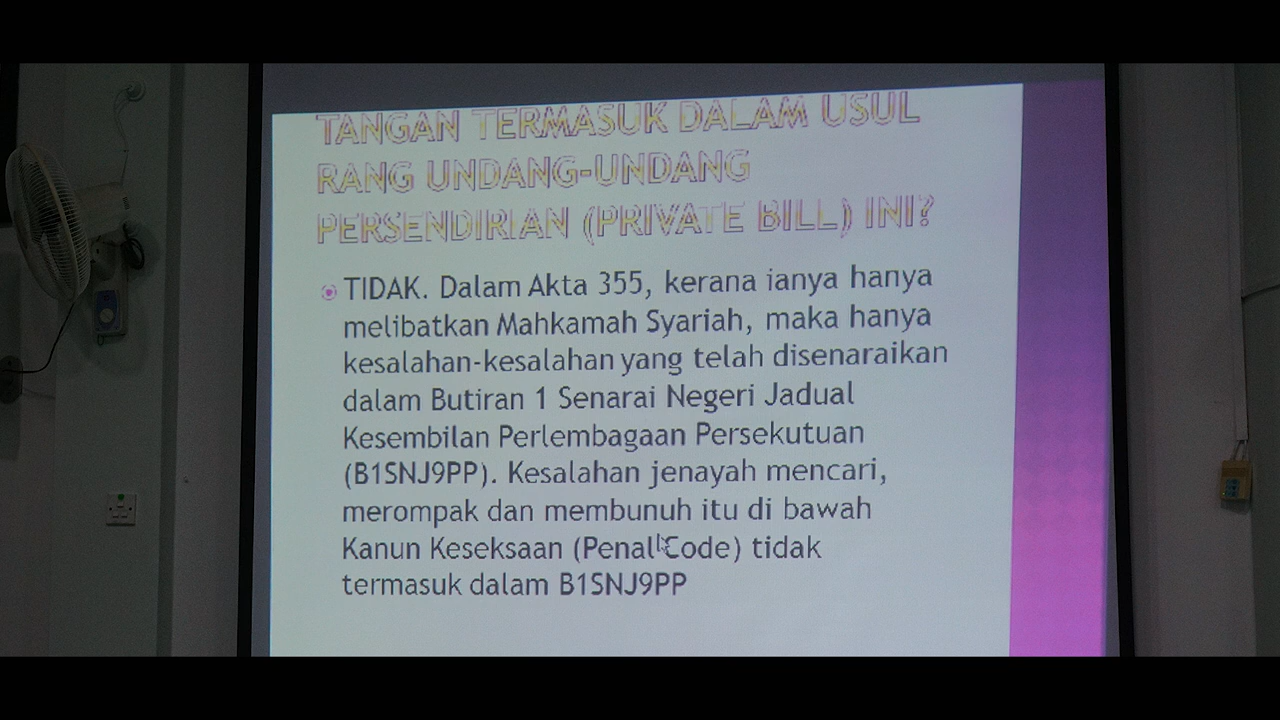 TANGAN TERMASUK DALAM USUL
RANG UNDANG-UNDANG
PERSENDIRIAN (PRIVATE BILL) INI?
TIDAK. Dalam Akta 355, kerana ianya hanya
melibatkan Mahkamah Syariah, maka hanya
kesalahan-kesalahan yang telah disenaraikan
dalam Butiran 1 Senarai Negeri Jadual
Kesembilan Perlembagaan Persekutuan
(B1SNJ9PP). Kesalahan jenayah mencari,
merompak dan membunuh itu di bawah
Kanun Keseksaan (Penal Code) tidak
termasuk dalam B1SNJ9PP